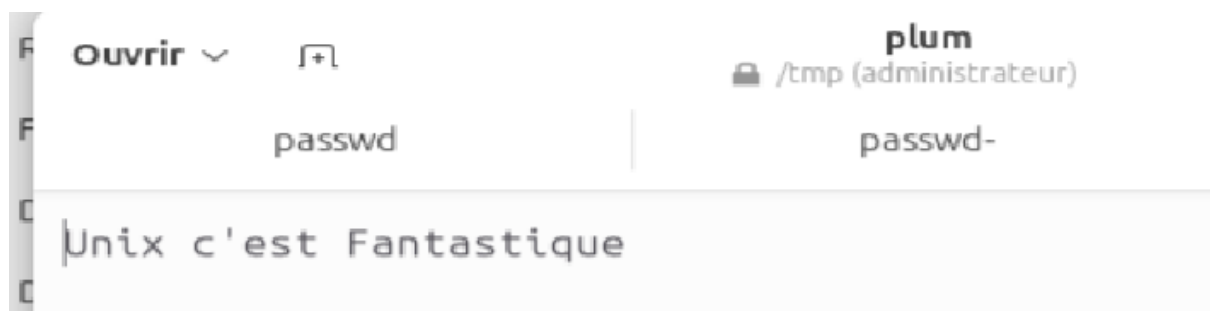 Ouvrir
plum
/tmp (administrateur)
passwd
passwd-
Unix c'est Fantastique